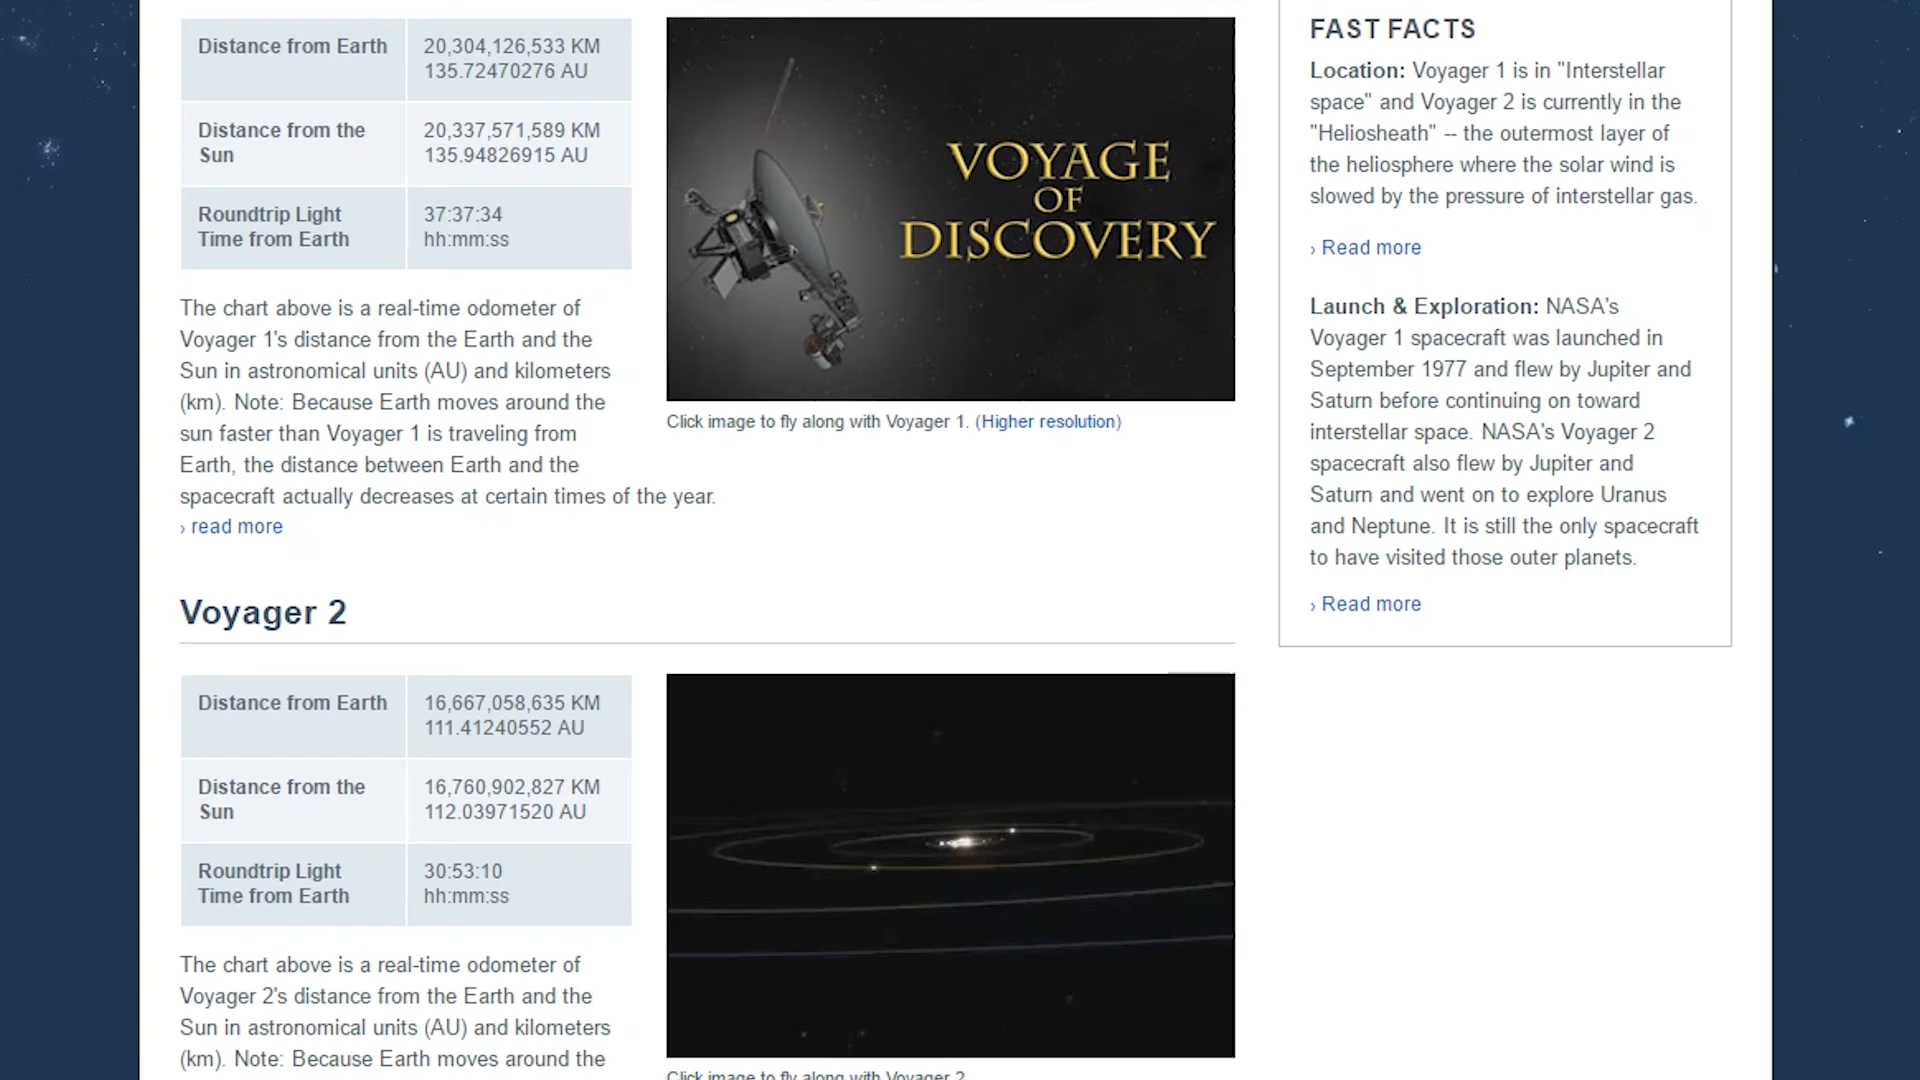 Distance from Earth
20,304,126,533 KM
135.72470276 AU
Distance from the
Sun
20,337,571,589 KM
135.94826915 AU
Roundtrip Light
Time from Earth
37:37:34
hh:mm:ss
VOYAGE
OF
DISCOVERY
Click image to fly along with Voyager 1. (Higher resolution)
The chart above is a real-time odometer of
Voyager 1's distance from the Earth and the
Sun in astronomical units (AU) and kilometers
(km). Note: Because Earth moves around the
sun faster than Voyager 1 is traveling from
Earth, the distance between Earth and the
spacecraft actually decreases at certain times of the year.
› read more
Voyager 2
Distance from Earth
16,667,058,635 KM
111.41240552 AU
Distance from the
Sun
16,760,902,827 KM
112.03971520 AU
Roundtrip Light
Time from Earth
30:53:10
hh:mm:ss
The chart above is a real-time odometer of
Voyager 2's distance from the Earth and the
Sun in astronomical units (AU) and kilometers
(km). Note: Because Earth moves around the
Click image to fly along with Voyager 2
FAST FACTS
Location: Voyager 1 is in "Interstellar
space" and Voyager 2 is currently in the
"Heliosheath" -- the outermost layer of
the heliosphere where the solar wind is
slowed by the pressure of interstellar gas.
› Read more
Launch & Exploration: NASA's
Voyager 1 spacecraft was launched in
September 1977 and flew by Jupiter and
Saturn before continuing on toward
interstellar space. NASA's Voyager 2
spacecraft also flew by Jupiter and
Saturn and went on to explore Uranus
and Neptune. It is still the only spacecraft
to have visited those outer planets.
› Read more